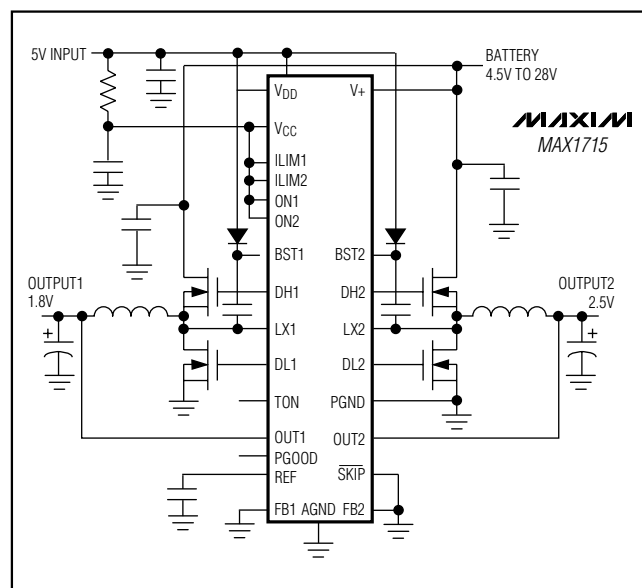 5V INPUT
BATTERY
4.5V TO 28V
VDD
V+
MAXIM
MAX1715
VCC
ILIM1
ILIM2
ON1
ON2
BST1
BST2
OUTPUT1
1.8V
OUTPUT2
2.5V
DH1
DH2
+
+
LX1
LX2
DL1
DL2
TON
PGND
OUT1
OUT2
PGOOD
REF
SKIP
FB1
AGND
FB2